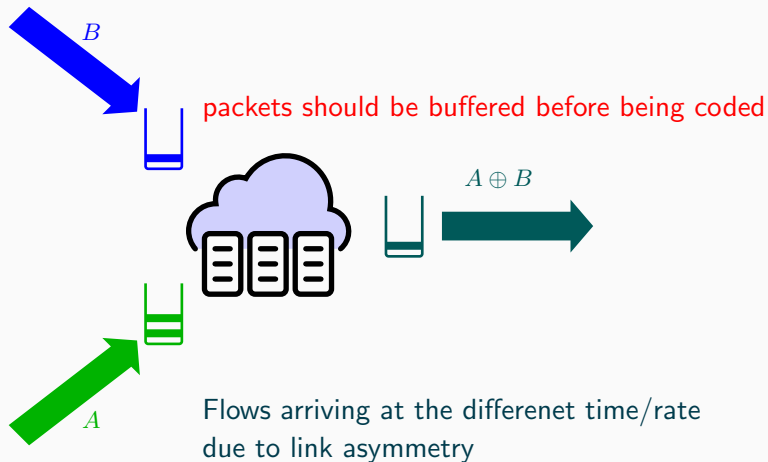 B
packets should be buffered before being coded
A ⊕ B
A
Flows arriving at the differenet time/rate
due to link asymmetry